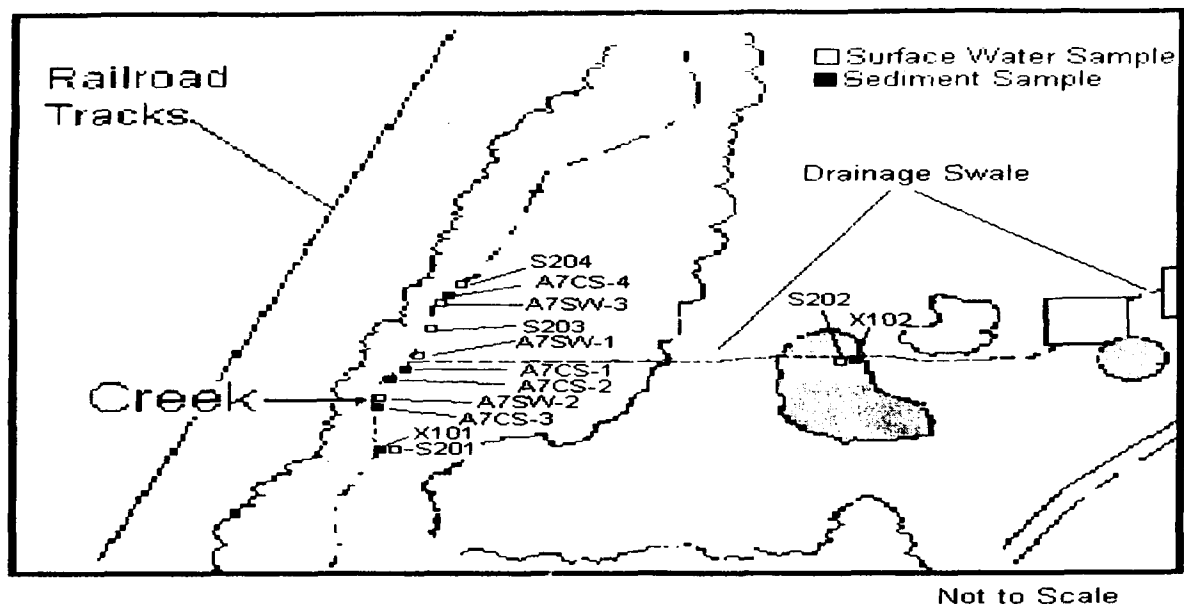 Railroad
Tracks
Surface Water Sample
Sediment Sample
Drainage Swale
S204
A7CS-4
A7SW-3
S203
A7SW-1
S202
X102
A7CS-1
A7CS-2
Creek
A7SW-2
A7CS-3
X101
S201
Not to Scale